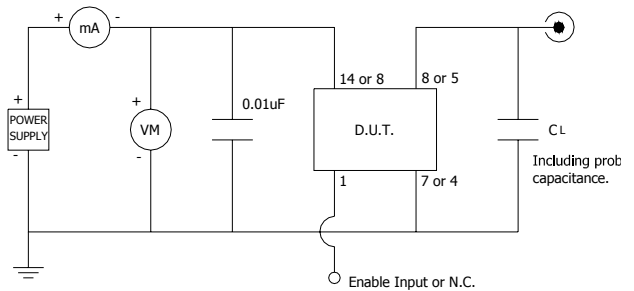 + mA -
+
POWER
SUPPLY
-
+
VM
-
0.01uF
14 or 8
8 or 5
D.U.T.
1
7 or 4
CL
Including prob
capacitance.
Enable Input or N.C.